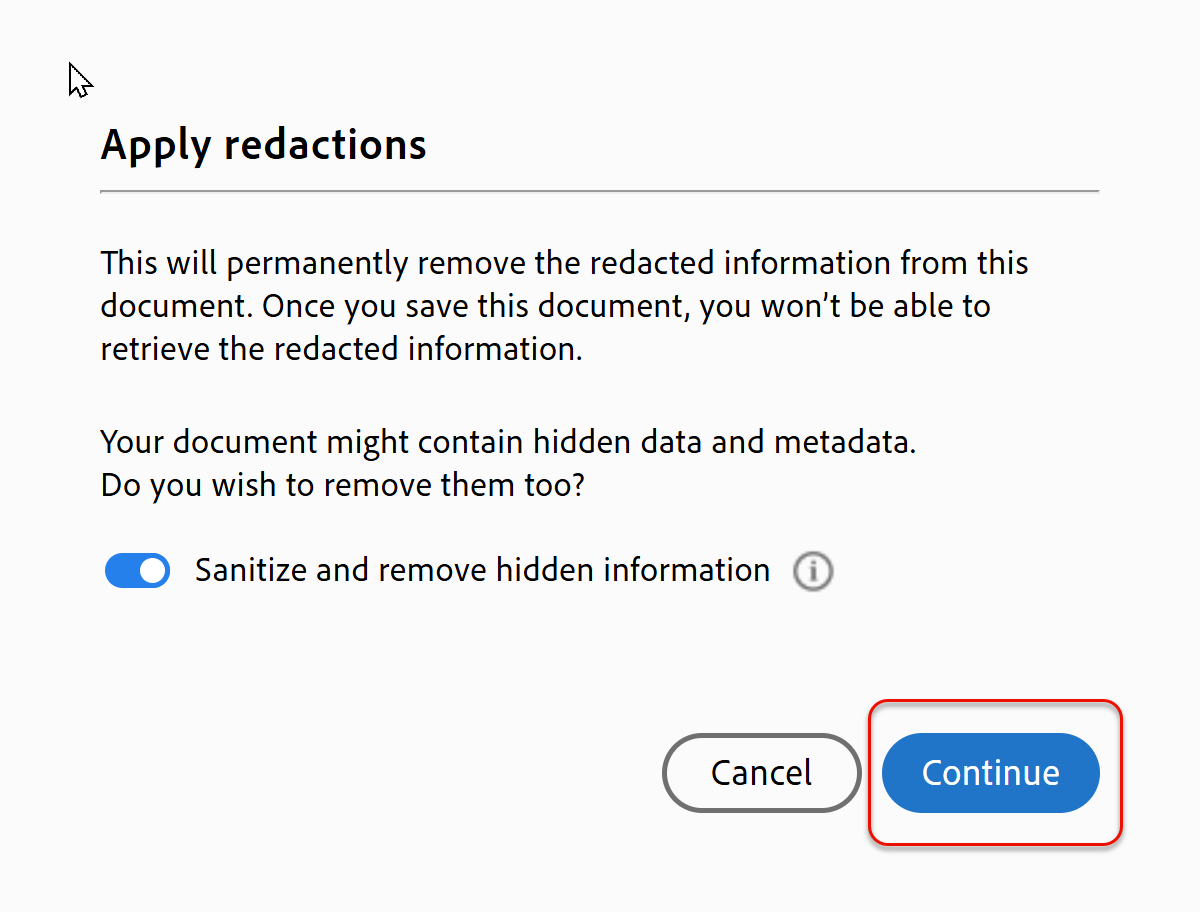 Apply redactions
This will permanently remove the redacted information from this
document. Once you save this document, you won’t be able to
retrieve the redacted information.
Your document might contain hidden data and metadata.
Do you wish to remove them too?
Sanitize and remove hidden information
Cancel Continue